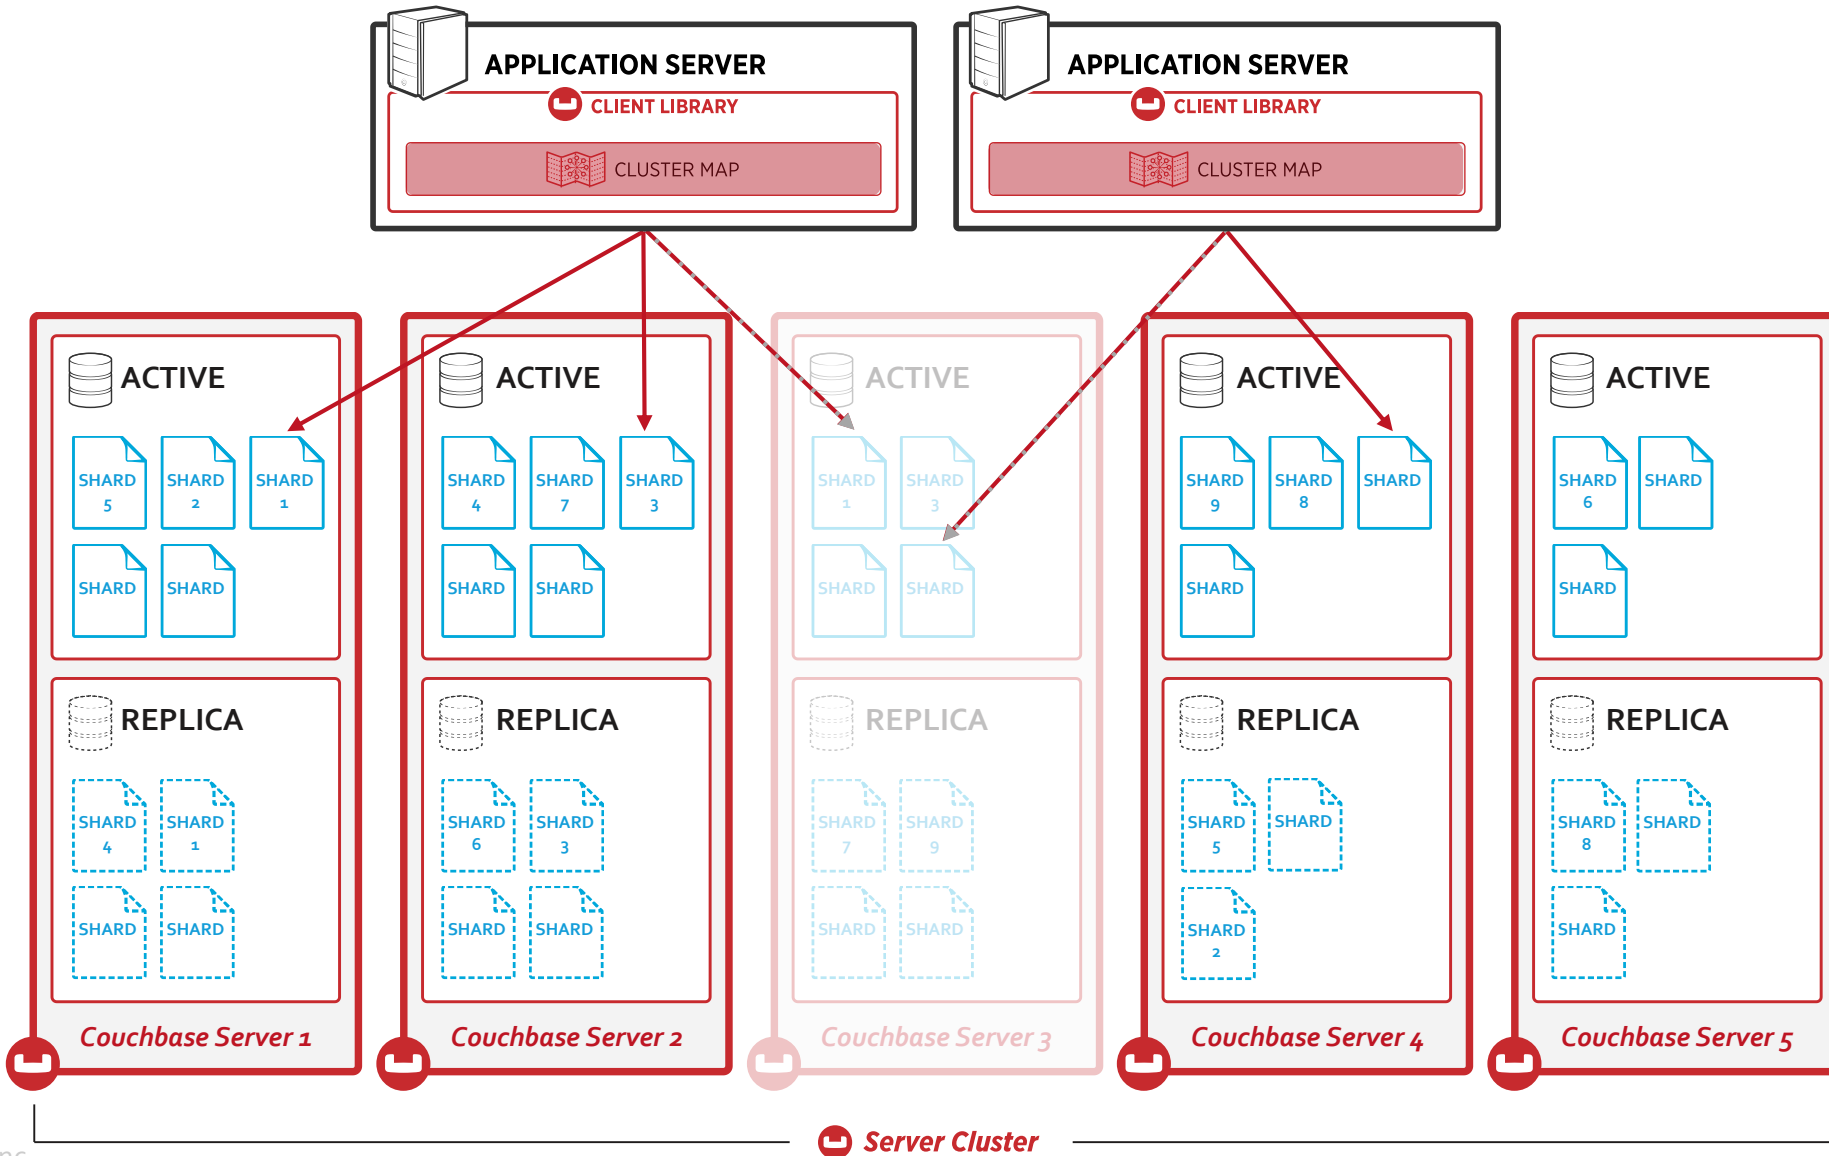 APPLICATION SERVER
CLIENT LIBRARY
CLUSTER MAP
APPLICATION SERVER
CLIENT LIBRARY
CLUSTER MAP
ACTIVE
SHARD
5
SHARD
2
SHARD
1
SHARD
SHARD
REPLICA
SHARD
4
SHARD
1
SHARD
SHARD
Couchbase Server 1
ACTIVE
SHARD
4
SHARD
7
SHARD
3
SHARD
SHARD
REPLICA
SHARD
6
SHARD
3
SHARD
SHARD
Couchbase Server 2
ACTIVE
SHARD
1
SHARD
3
SHARD
SHARD
REPLICA
SHARD
7
SHARD
9
SHARD
SHARD
Couchbase Server 3
ACTIVE
SHARD
9
SHARD
8
SHARD
SHARD
REPLICA
SHARD
5
SHARD
SHARD
2
Couchbase Server 4
ACTIVE
SHARD
6
SHARD
SHARD
REPLICA
SHARD
8
SHARD
SHARD
Couchbase Server 5
Server Cluster